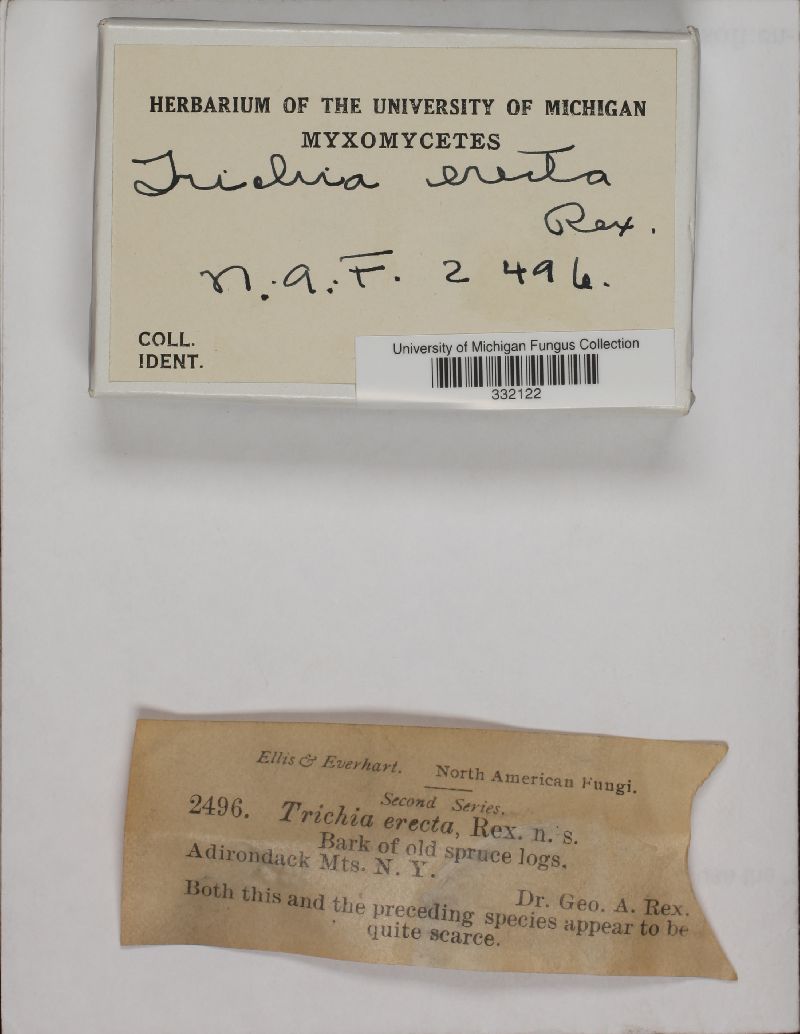 HERBARIUM OF THE UNIVERSITY OF MICHIGAN
MYXOMYCETES
Trichia erecta
Rex.
N.A.F. 2496.
COLL.
IDENT.
University of Michigan Fungus Collection
332122
Ellis & Everhart. North American Fungi.
Second Series.
2496. Trichia erecta, Rex. n. s.
Bark of old spruce logs.
Adirondack Mts. N. Y.
Dr. Geo. A. Rex.
Both this and the preceding species appear to be
quite scarce.